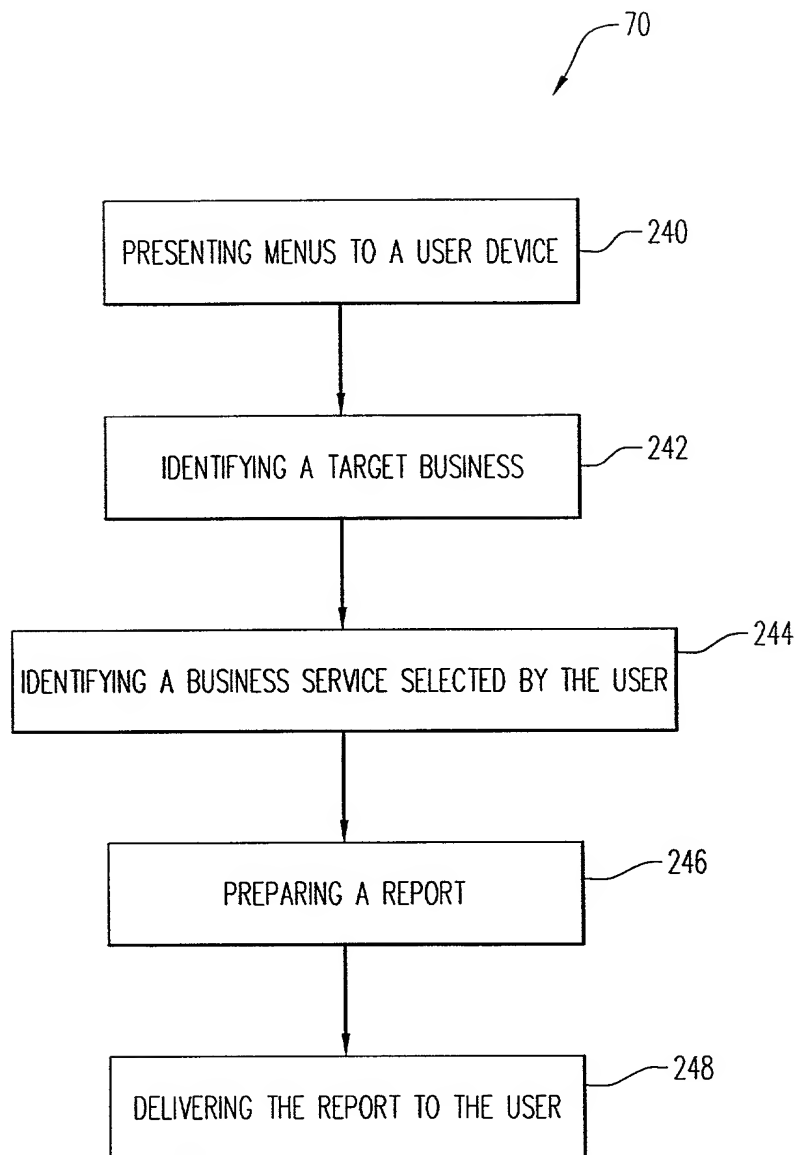 70
PRESENTING MENUS TO A USER DEVICE
240
IDENTIFYING A TARGET BUSINESS
242
IDENTIFYING A BUSINESS SERVICE SELECTED BY THE USER
244
PREPARING A REPORT
246
DELIVERING THE REPORT TO THE USER
248